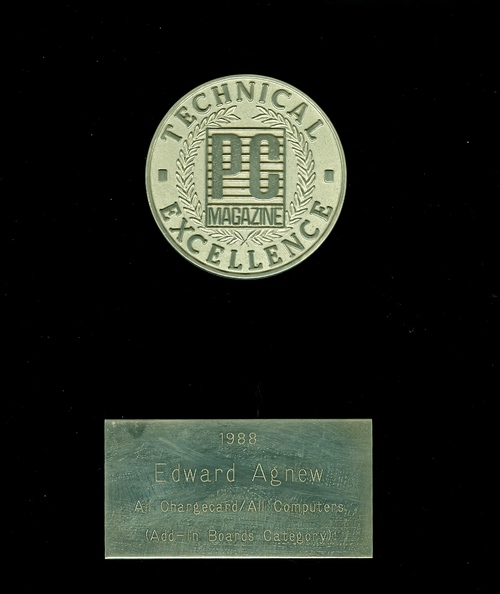 TECHNICAL
PC
MAGAZINE
EXCELLENCE
1988
Edward Agnew
All Chargecard/All Computers
(Add-In Boards Category)